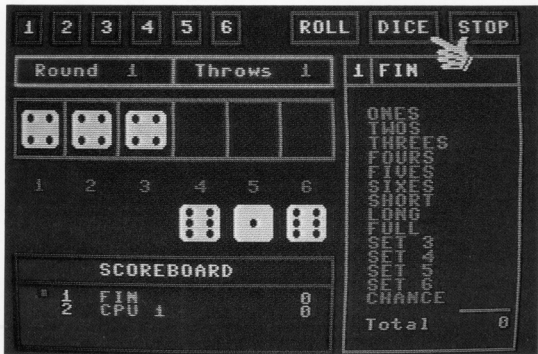 1 2 3 4 5 6 ROLL DICE STOP
Round 1 Throws 1
1 FIN
ONES
TWOS
THREES
FOURS
FIVES
SIXES
SHORT
LONG
FULL
SET 3
SET 4
SET 5
SET 6
CHANCE
Total 0
1 2 3 4 5 6
SCOREBOARD
1 FIN 0
2 CPU 1 0